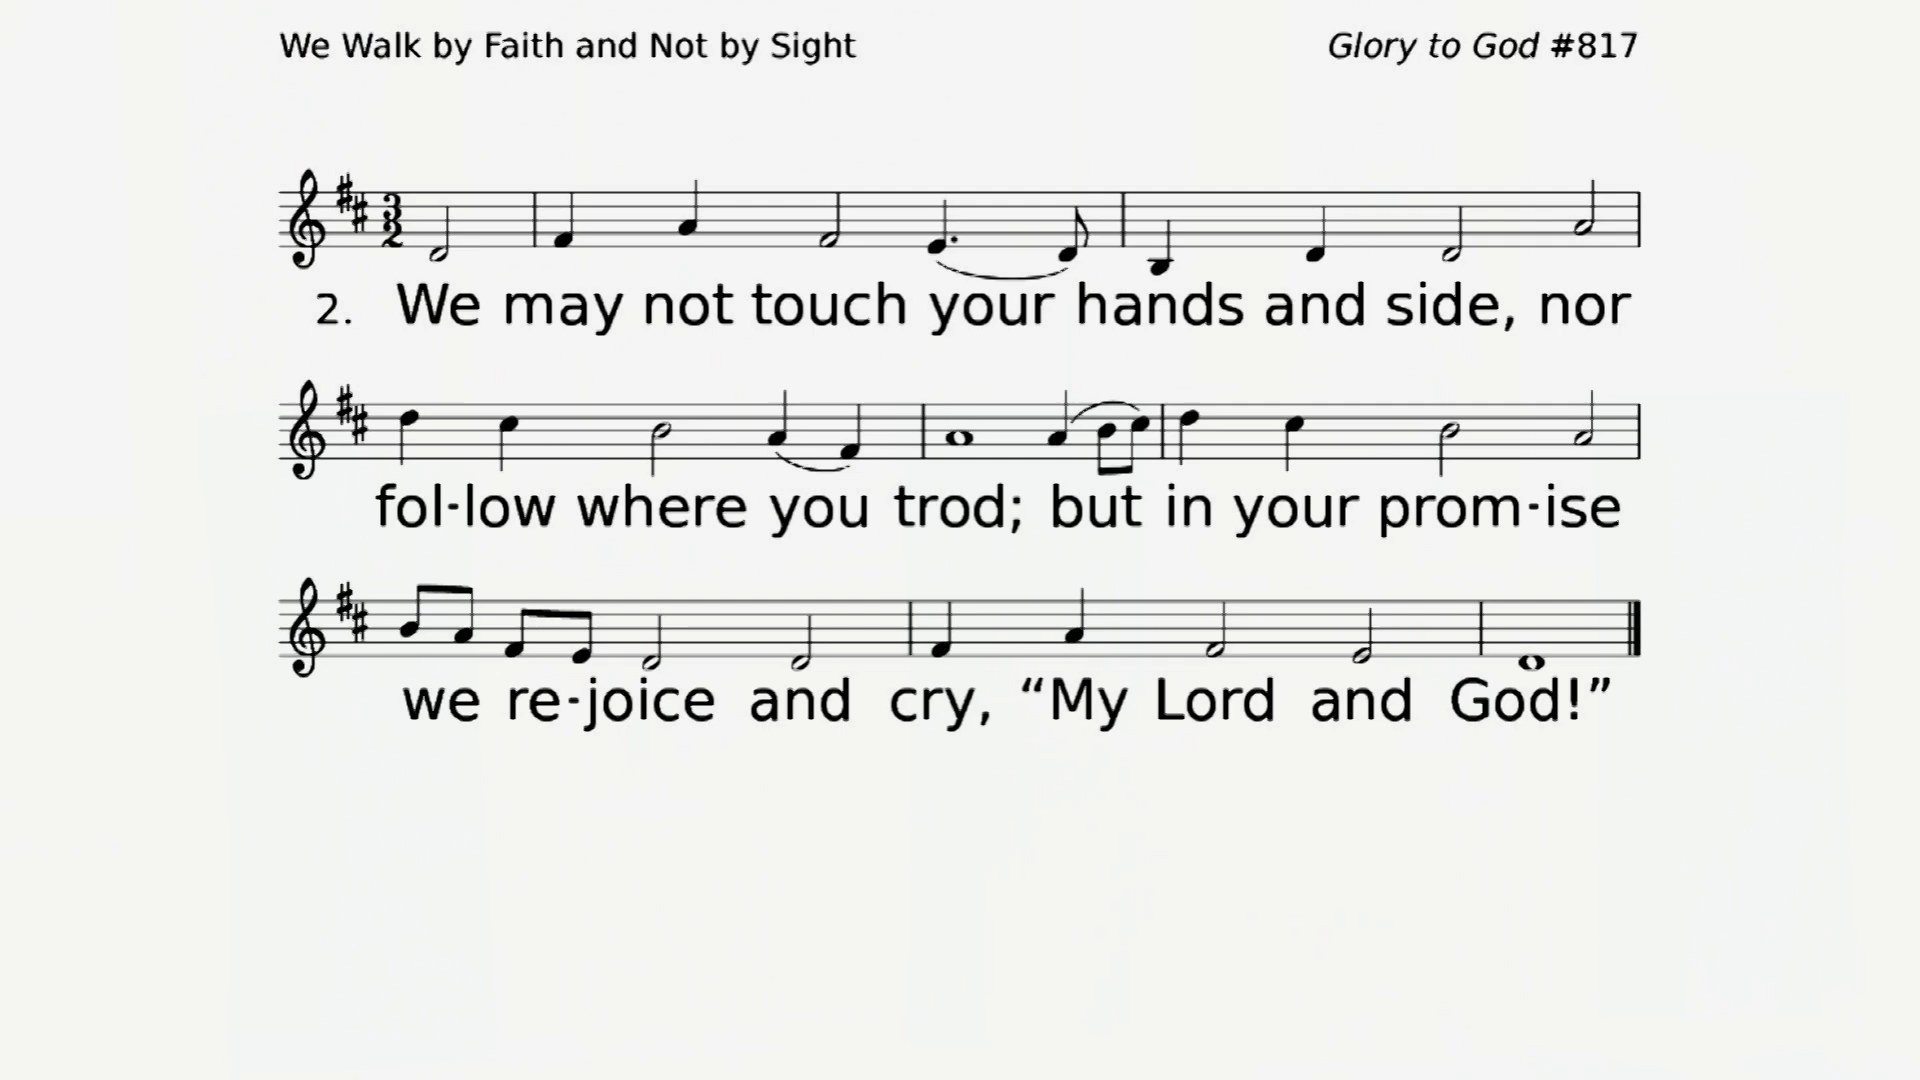 We Walk by Faith and Not by Sight
Glory to God #817
2. We may not touch your hands and side, nor
fol-low where you trod; but in your prom-ise
we re-joice and cry, “My Lord and God!”